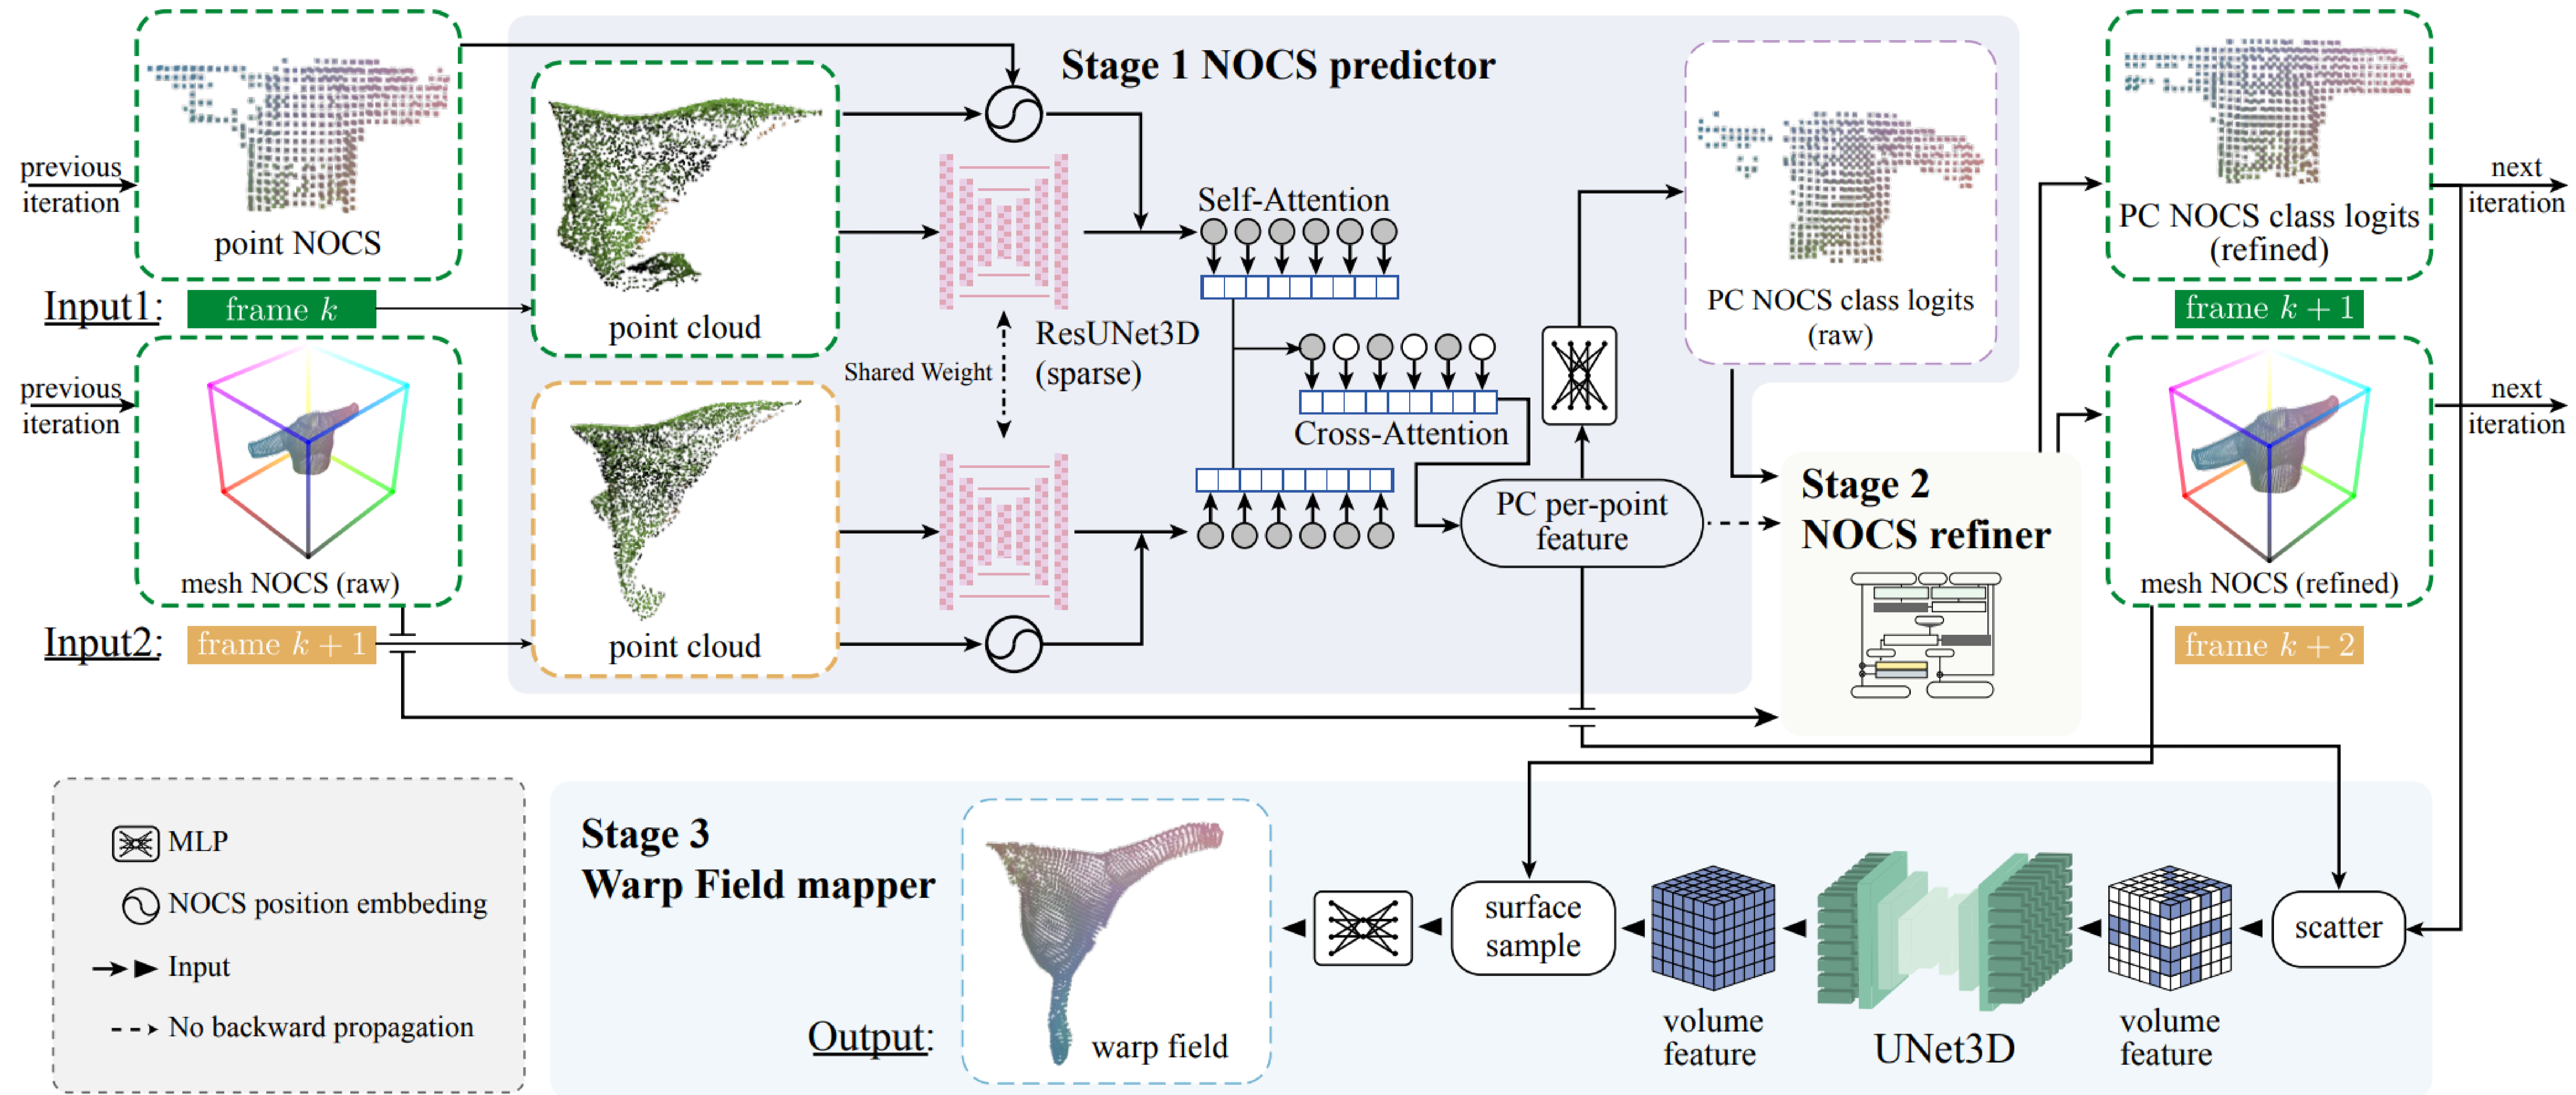 Stage 1 NOCS predictor
previous
iteration
point NOCS
Input1:
frame k
point cloud
previous
iteration
mesh NOCS (raw)
Input2:
frame k + 1
point cloud
Shared Weight
ResUNet3D
(sparse)
Self-Attention
Cross-Attention
PC per-point
feature
PC NOCS class logits
(raw)
Stage 2
NOCS refiner
PC NOCS class logits
(refined)
frame k + 1
next
iteration
mesh NOCS (refined)
frame k + 2
next
iteration
MLP
NOCS position embbeding
Input
No backward propagation
Stage 3
Warp Field mapper
Output:
warp field
surface
sample
volume
feature
UNet3D
volume
feature
scatter